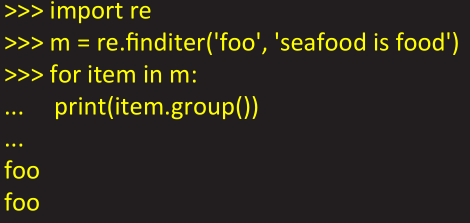 >>> import re
>>> m = re.finditer('foo', 'seafood is food')
>>> for item in m:
...     print(item.group())
...
foo
foo